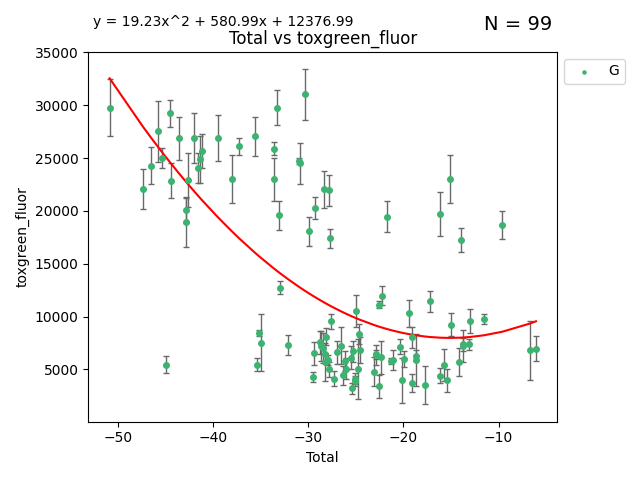 y = 19.23x^2 + 580.99x + 12376.99
N = 99
Total vs toxgreen_fluor
35000
30000
25000
20000
15000
10000
5000
toxgreen_fluor
−50
−40
−30
−20
−10
Total
G